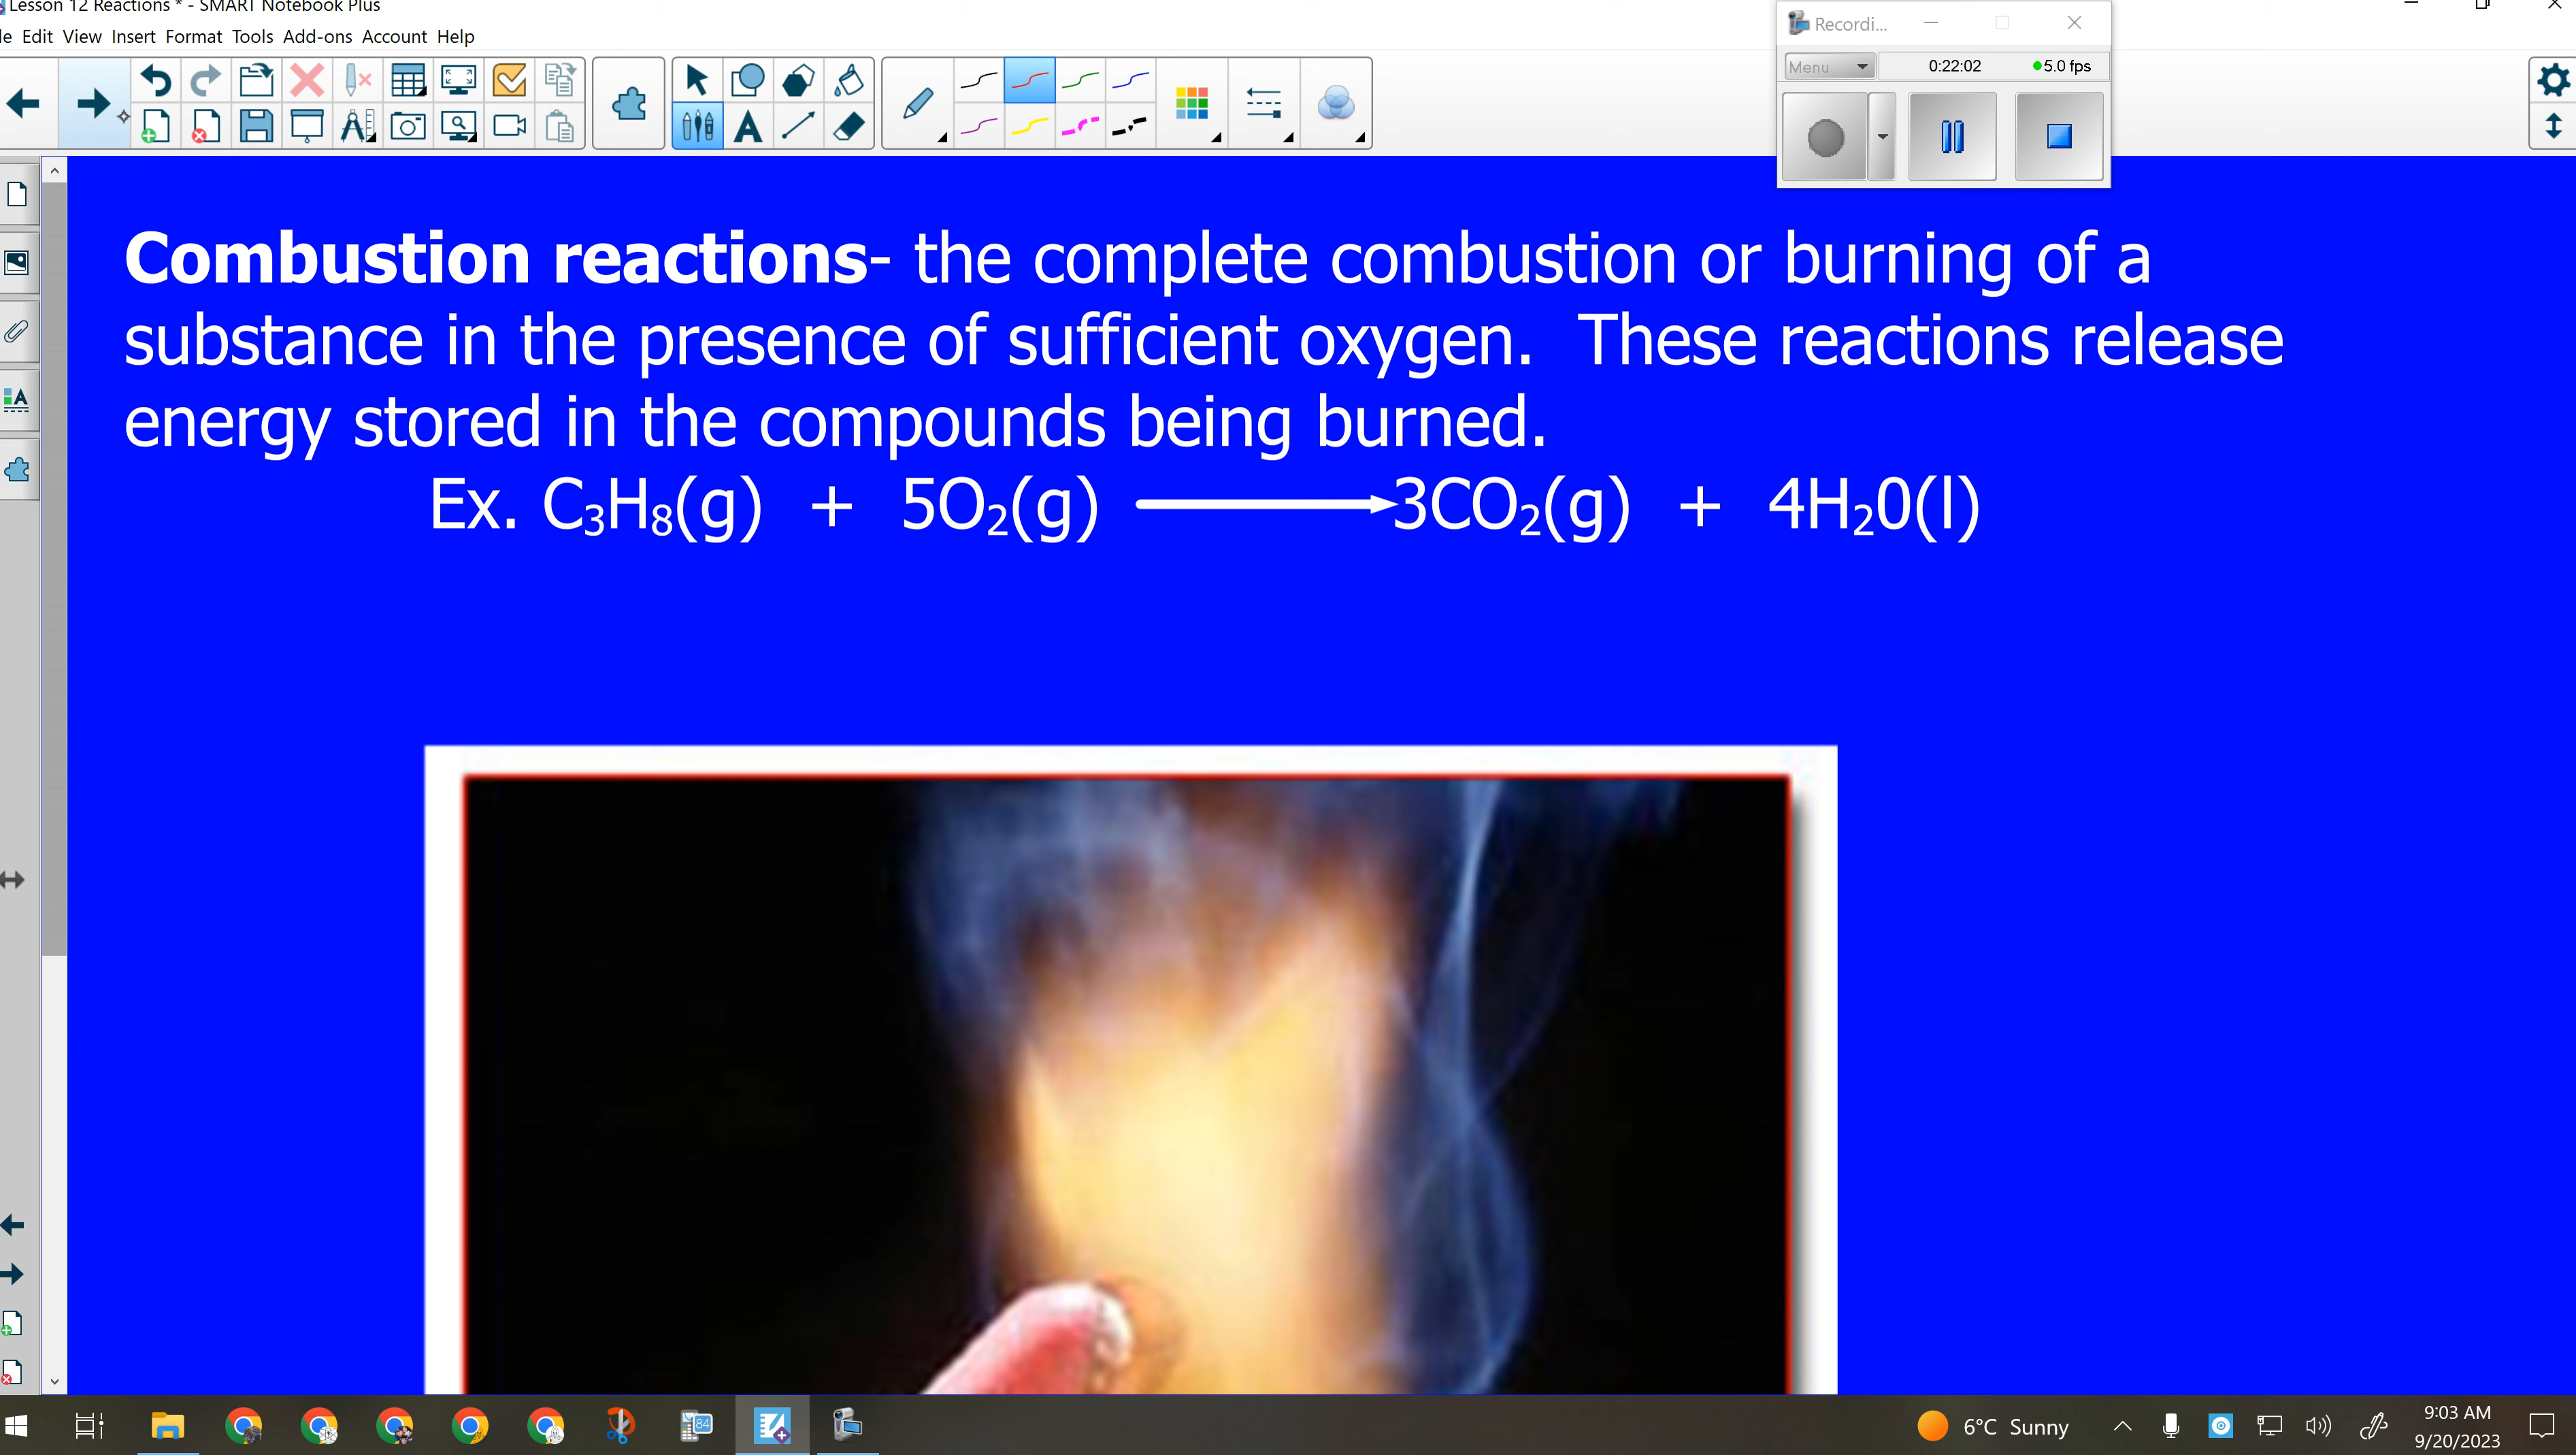 Lesson 12 Reactions * - SMART Notebook Plus
le Edit View Insert Format Tools Add-ons Account Help
Recordi...
Menu 0:22:02 5.0 fps
Combustion reactions- the complete combustion or burning of a
substance in the presence of sufficient oxygen. These reactions release
energy stored in the compounds being burned.
Ex. C₃H₈(g) + 5O₂(g) ⟶ 3CO₂(g) + 4H₂0(l)
84
6°C Sunny
9:03 AM
9/20/2023